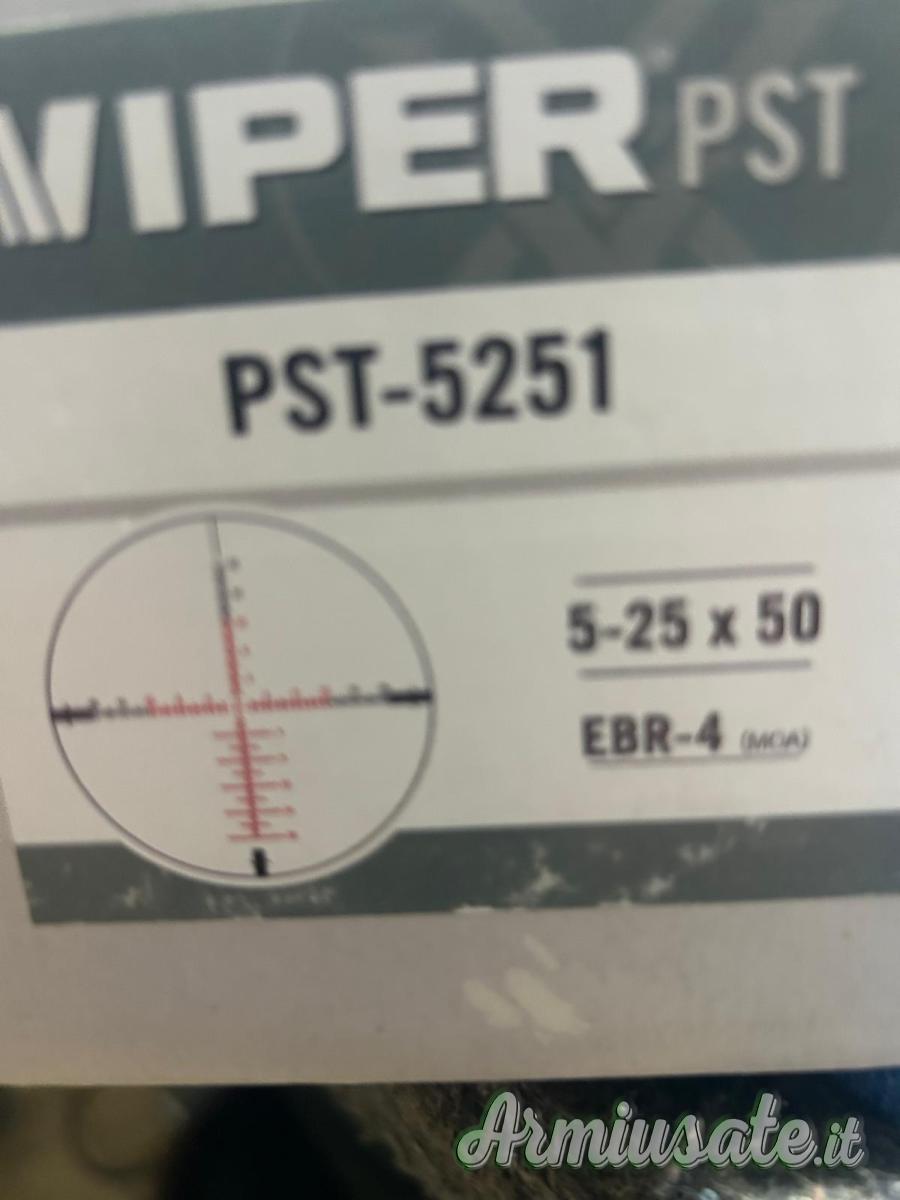 VIPER PST
PST-5251
5-25 x 50
EBR-4 (MOA)
Armiusate.it